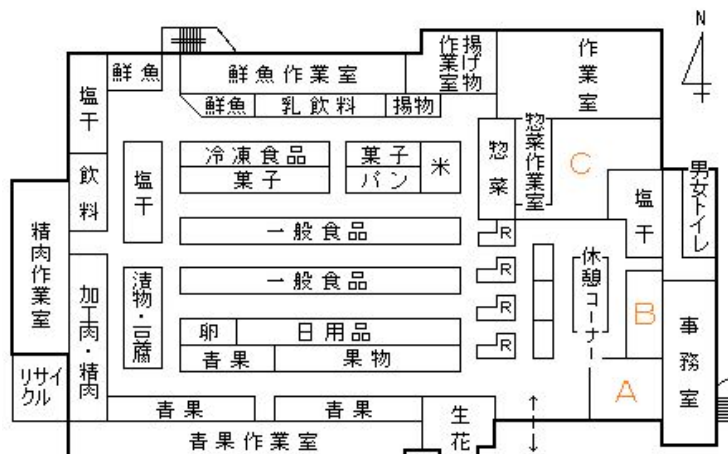 N
揚げ物
作業室
作業室
鮮魚
鮮魚作業室
塩干
鮮魚
乳飲料
揚物
冷凍食品
菓子
菓子
パン
米
惣菜
惣菜作業室
C
飲料
塩干
塩干
男女トイレ
一般食品
R
精肉作業室
一般食品
R
休憩コーナー
加工肉・精肉
漬物・豆腐
B
卵
日用品
R
事務室
青果
果物
R
リサイクル
A
青果
青果
生花
青果作業室